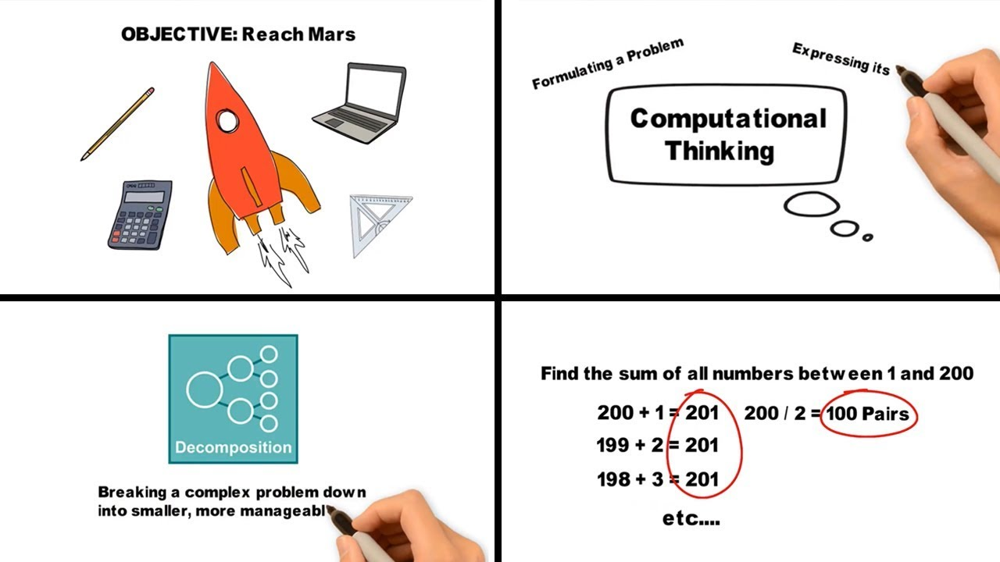 OBJECTIVE: Reach Mars
Formulating a Problem
Expressing its
Computational
Thinking
Decomposition
Breaking a complex problem down
into smaller, more manageabl
Find the sum of all numbers between 1 and 200
200 + 1 = 201 200 / 2 = 100 Pairs
199 + 2 = 201
198 + 3 = 201
etc....